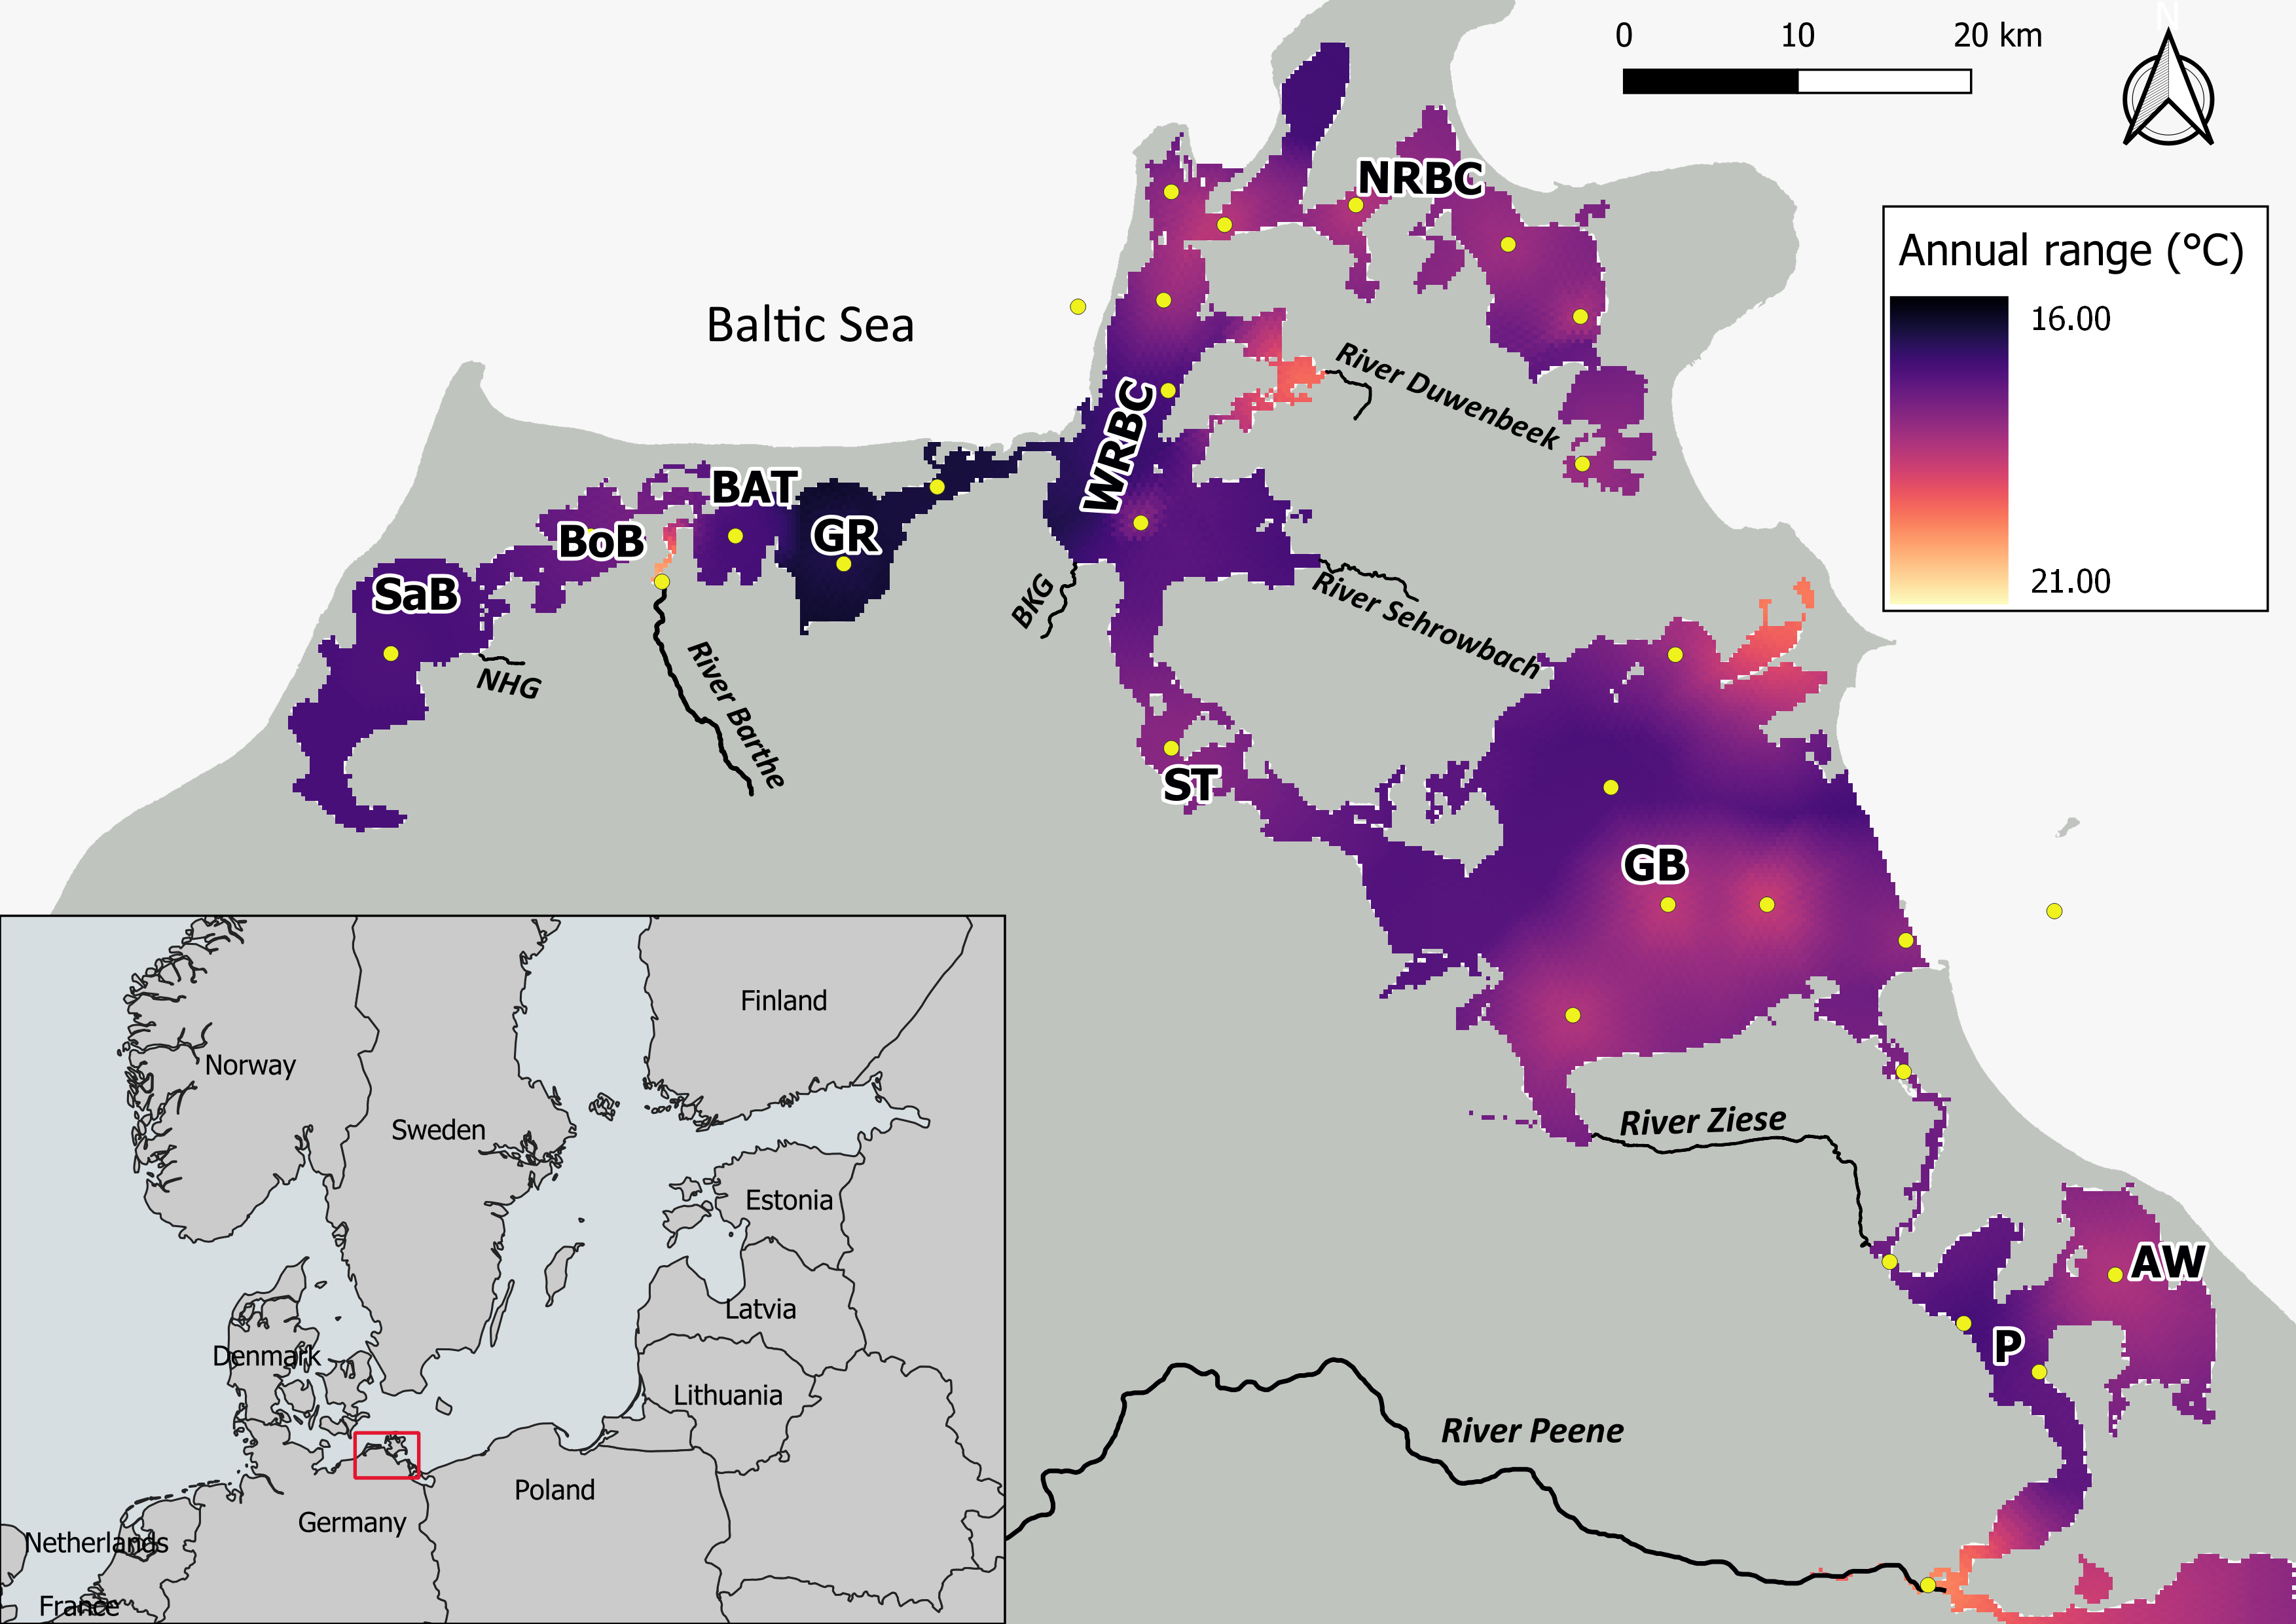 N
0 10 20 km
NRBC
Annual range (°C)
16.00
21.00
Baltic Sea
River Duwenbeek
WRBC
BAT
BoB
GR
SaB
BKG
River Sehrowbach
NHG
River Barthe
ST
GB
River Ziese
AW
P
River Peene
Finland
Norway
Sweden
Estonia
Latvia
Denmark
Lithuania
Poland
Germany
Netherlands
France